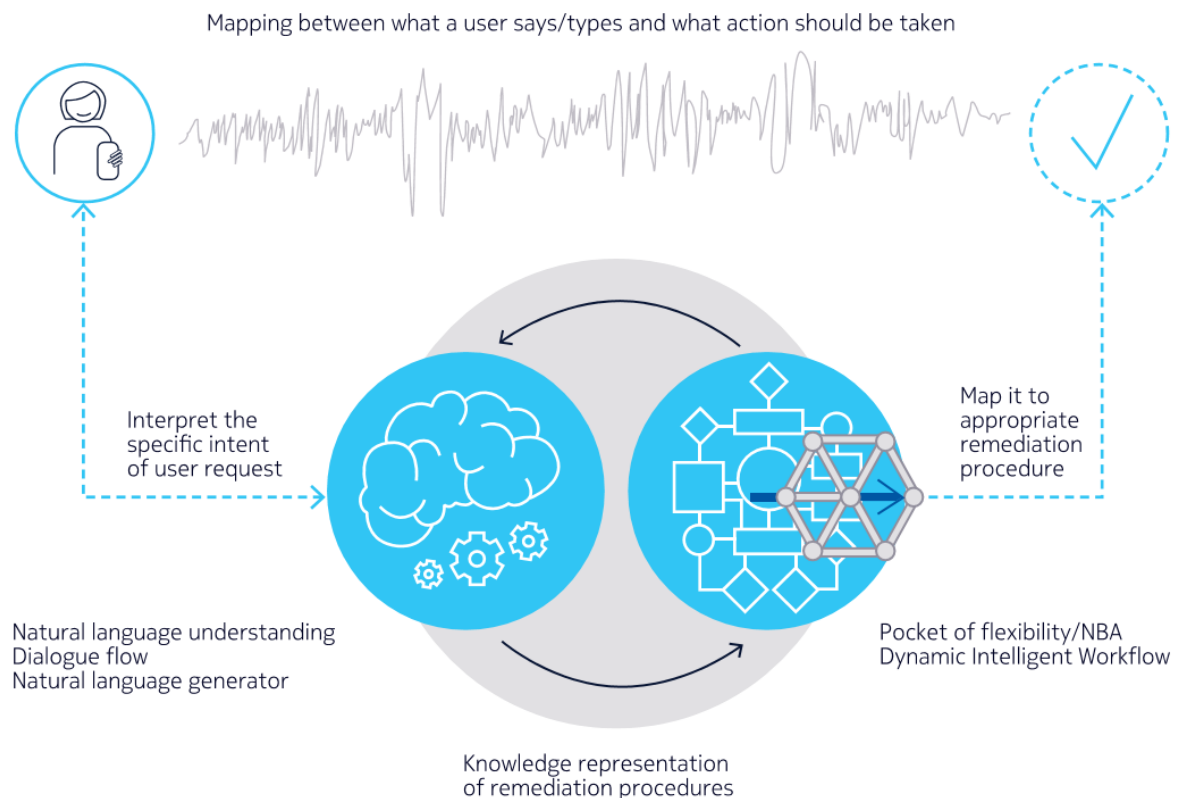 Mapping between what a user says/types and what action should be taken
Interpret the
specific intent
of user request
Map it to
appropriate
remediation
procedure
Natural language understanding
Dialogue flow
Natural language generator
Pocket of flexibility/NBA
Dynamic Intelligent Workflow
Knowledge representation
of remediation procedures